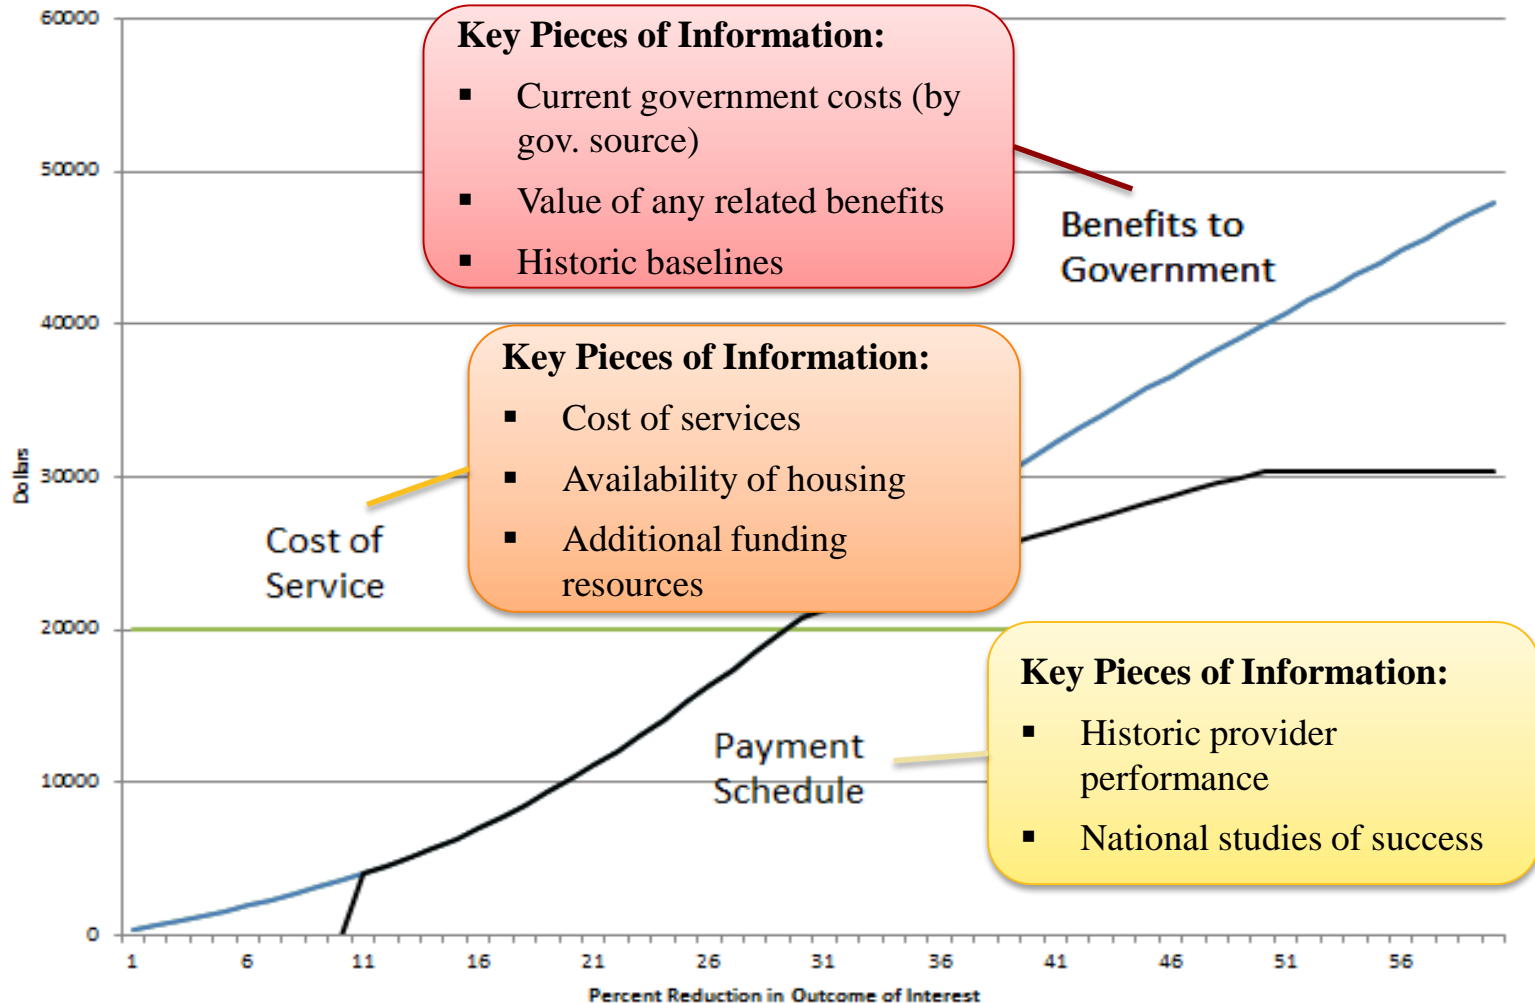 60000
50000
40000
30000
20000
10000
0
Dollars
Key Pieces of Information:
▪ Current government costs (by
gov. source)
▪ Value of any related benefits
▪ Historic baselines
Benefits to
Government
Key Pieces of Information:
▪ Cost of services
▪ Availability of housing
▪ Additional funding
resources
Cost of
Service
Payment
Schedule
Key Pieces of Information:
▪ Historic provider
performance
▪ National studies of success
1 6 11 16 21 26 31 36 41 46 51 56
Percent Reduction in Outcome of Interest